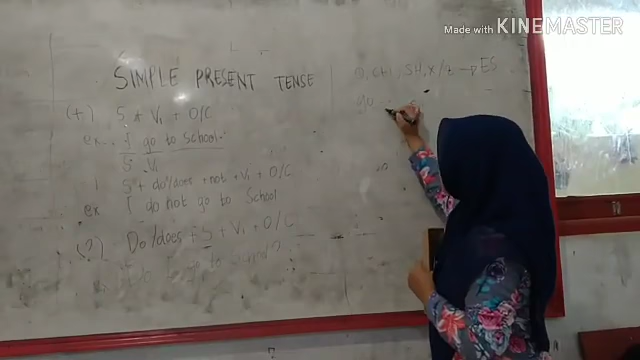 Made with KINEMASTER
SIMPLE PRESENT TENSE
(+) S + V1 + O/C
ex. I go to School.
S V1
S + do/does + not + V1 + O/C
ex I do not go to School
(?) Do/does + S + V1 + O/C
O, CH, SH, X/Z → ES
go